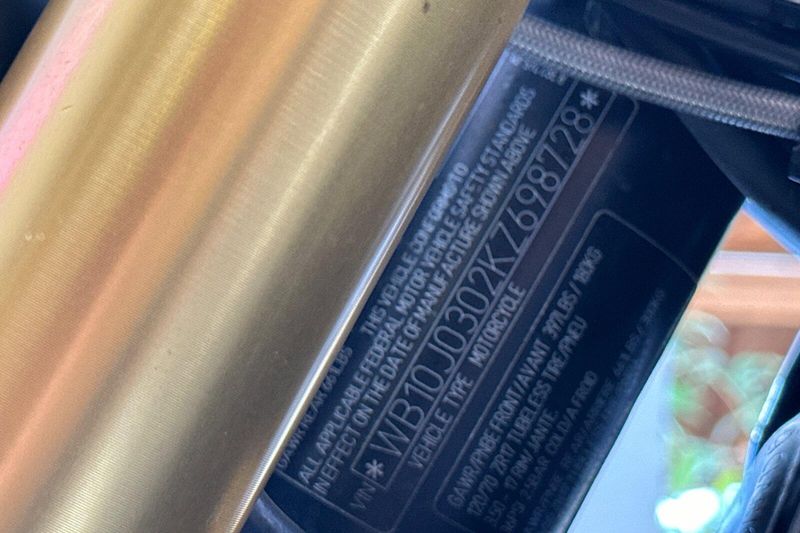 THIS VEHICLE CONFORMS TO
ALL APPLICABLE FEDERAL MOTOR VEHICLE SAFETY STANDARDS
IN EFFECT ON THE DATE OF MANUFACTURE SHOWN ABOVE
VIN *WB10J0302KZ698728*
VEHICLE TYPE MOTORCYCLE
GAWR/PNBE FRONT/AVANT 397LBS / 180KG
120/70 ZR17 TUBELESS TIRE/PNEU
3.50 - 17 RIM/JANTE.
COLD/A FROID